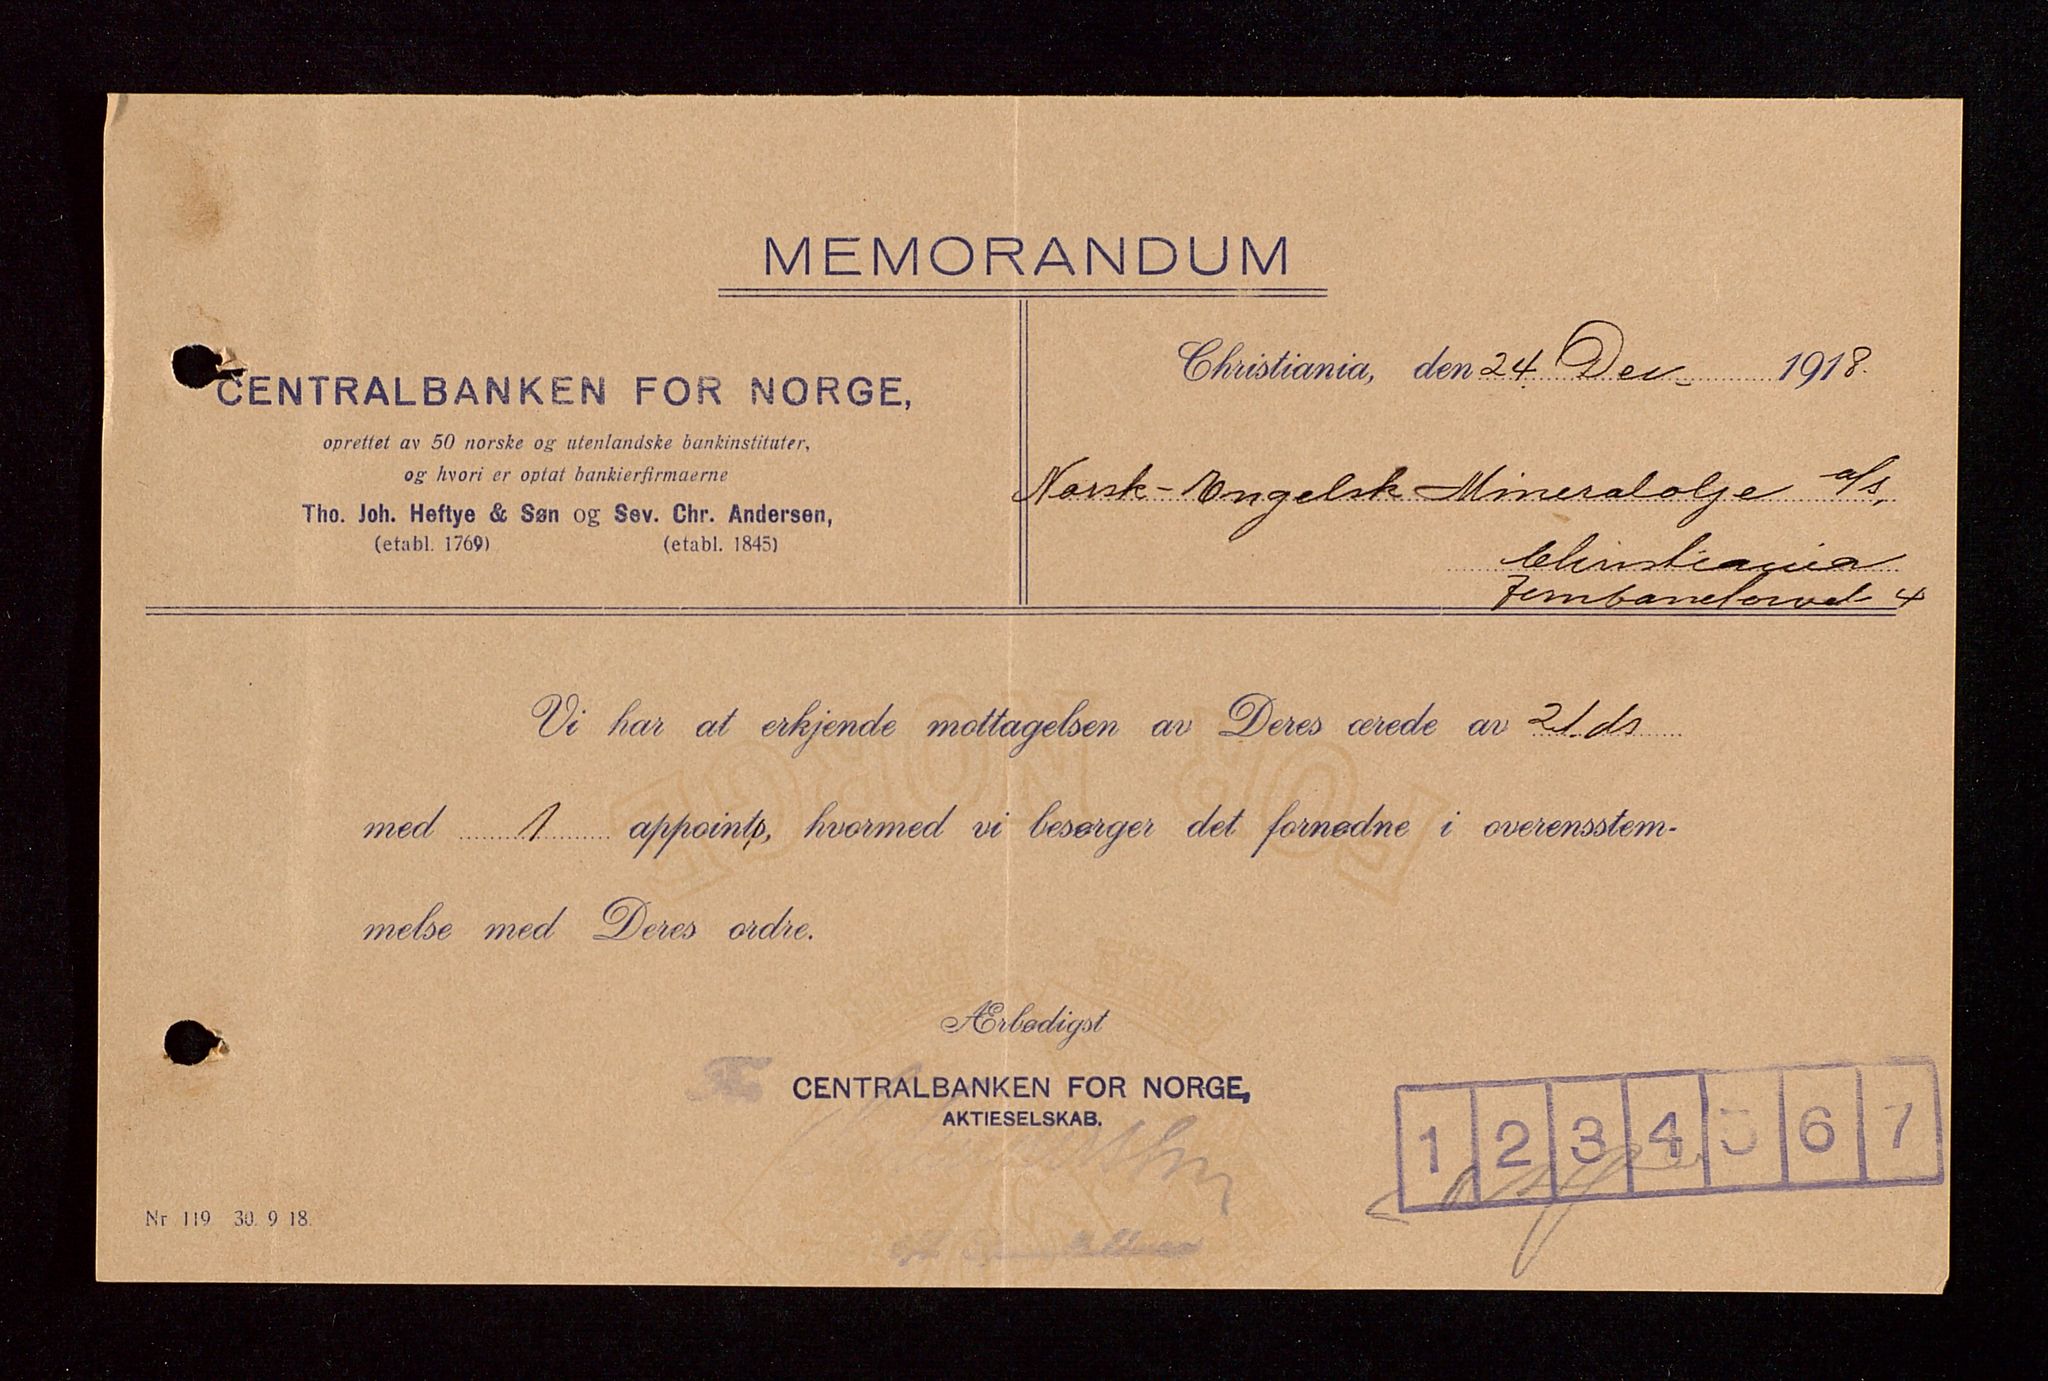 MEMORANDUM
CENTRALBANKEN FOR NORGE,
oprettet av 50 norske og utenlandske bankinstituter,
og hvori er optat bankierfirmaerne
Tho. Joh. Heftye & Søn og Sev. Chr. Andersen,
(etabl. 1769) (etabl. 1845)
Christiania, den 24. Dec. 1918.
Norsk-Engelsk Mineralolje a/s,
Christiania
Jernbanetorvet 4
Vi har at erkjende mottagelsen av Deres ærede av 21. ds
med 1 appoints, hvormed vi besørger det fornødne i overensstem-
melse med Deres ordre.
FOR NORGE
Ærbødigst
CENTRALBANKEN FOR NORGE,
AKTIESELSKAB.
1 2 3 4 5 6 7
Nr 119 30. 9 18.